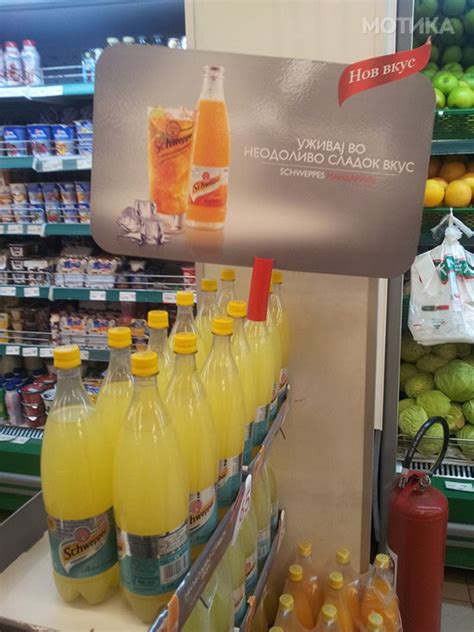 МОТИКА
Нов вкус
УЖИВАЈ ВО
НЕОДОЛИВО СЛАДОК ВКУС
SCHWEPPES
Schweppes
Schweppes
Schweppes